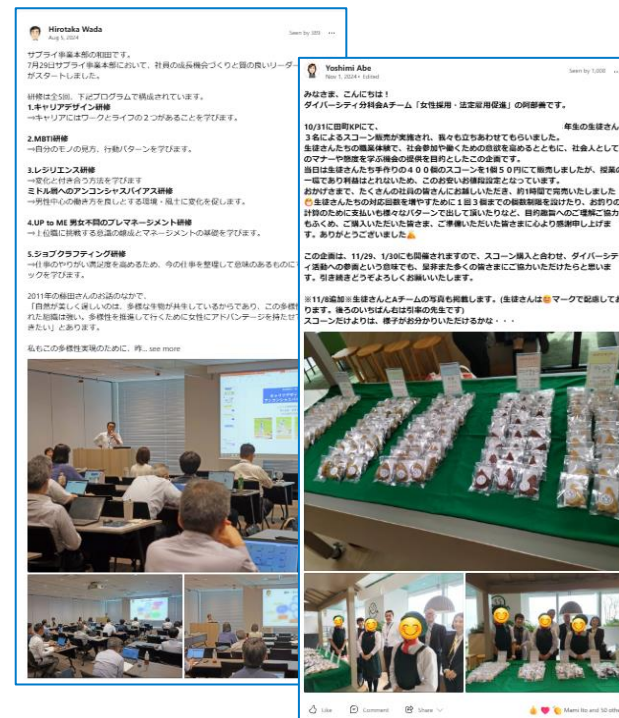 Hirotaka Wada
Aug 5, 2024
Seen by 389
サプライ事業本部の和田です。
7月29日サプライ事業本部において、社員の成長機会づくりと質の良いリーダー
がスタートしました。
研修は全5回、下記プログラムで構成されています。
1.キャリアデザイン研修
→キャリアにはワークとライフの2つがあることを学びます。
2.MBTI研修
→自分のモノの見方、行動パターンを学びます。
3.レジリエンス研修
→変化と付き合う方法を学びます
ミドル層へのアンコンシャスバイアス研修
→男性中心の働き方を良しとする環境・風土に変化を促します。
4.UP to ME 男女不問のプレマネージメント研修
→上位職に挑戦する意識の醸成とマネージメントの基礎を学びます。
5.ジョブクラフティング研修
→仕事のやりがい満足度を高めるため、今の仕事を整理して意味のあるものに
ックを学びます。
2011年の藤田さんのお話のなかで、
「自然が美しく逞しいのは、多様な生物が共生しているからであり、この多様
れた組織は強い。多様性を推進して行くために女性にアドバンテージを持たせ
きたい」とあります。
私もこの多様性実現のために、昨... see more
Yoshimi Abe
Nov 1, 2024 • Edited
Seen by 1,008
みなさま、こんにちは！
ダイバーシティ分科会Aチーム「女性採用・法定雇用促進」の阿部善です。
10/31に田町KPIにて、 年生の生徒さん
３名によるスコーン販売が実施され、我々も立ちあわせてもらいました。
生徒さんたちの職業体験で、社会参加や働くための意欲を高めるとともに、社会人として
のマナーや態度を学ぶ機会の提供を目的としたこの企画です。
当日は生徒さんたち手作りの４００個のスコーンを1個５０円にて販売しましたが、授業の
一環であり利益はとれないため、このお安いお値段設定となっています。
おかげさまで、たくさんの社員の皆さんにお越しいただき、約1時間で完売いたしました
👏生徒さんたちの対応回数を増やすために１回３個までの個数制限を設けたり、お釣りの
計算のために支払いも様々なパターンで出して頂いたりなど、目的趣旨へのご理解ご協力
もふくめ、ご購入いただいた皆さま、ご準備いただいた皆さまに心より感謝申し上げま
す。ありがとうございました🙏
この企画は、11/29、1/30にも開催されますので、スコーン購入と合わせ、ダイバーシテ
ィ活動への参画という意味でも、是非また多くの皆さまにご協力いただけたらと思いま
す。引き続きどうぞよろしくお願いいたします。
※11/8追加※生徒さんとAチームの写真も掲載します。(生徒さんは😊マークで配慮してお
ります。後ろのいちばん右は引率の先生です)
スコーンだけよりは、様子がお分かりいただけるかな・・・
Like Comment Share
Mami Ito and 50 othe